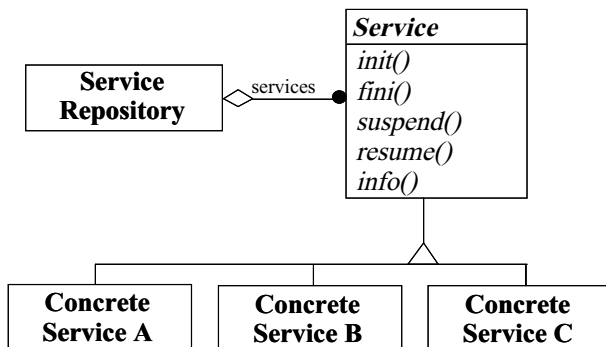 Service
init()
fini()
suspend()
resume()
info()
Service
Repository
services
Concrete
Service A
Concrete
Service B
Concrete
Service C